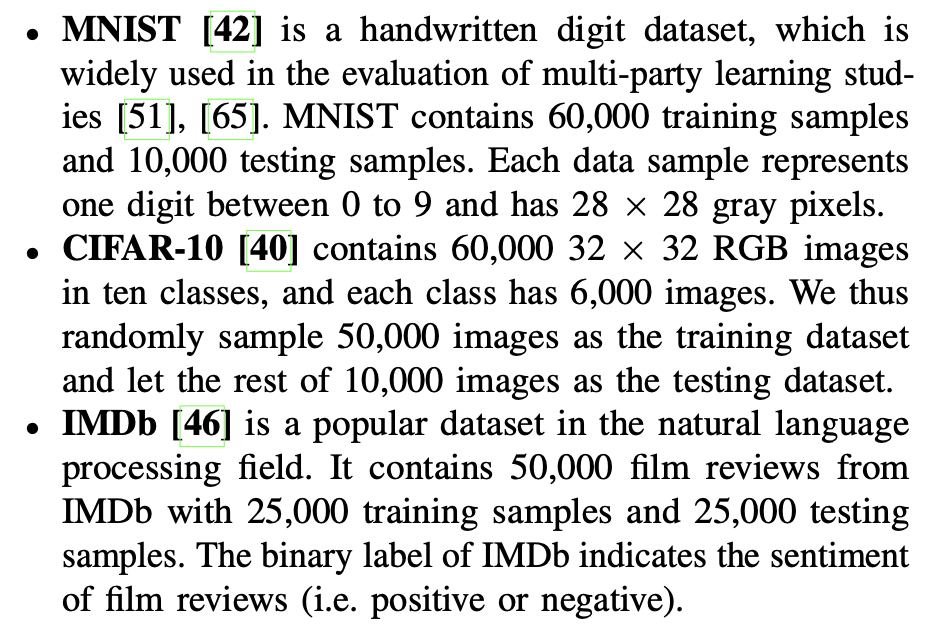 • MNIST [42] is a handwritten digit dataset, which is
widely used in the evaluation of multi-party learning stud-
ies [51], [65]. MNIST contains 60,000 training samples
and 10,000 testing samples. Each data sample represents
one digit between 0 to 9 and has 28 × 28 gray pixels.
• CIFAR-10 [40] contains 60,000 32 × 32 RGB images
in ten classes, and each class has 6,000 images. We thus
randomly sample 50,000 images as the training dataset
and let the rest of 10,000 images as the testing dataset.
• IMDb [46] is a popular dataset in the natural language
processing field. It contains 50,000 film reviews from
IMDb with 25,000 training samples and 25,000 testing
samples. The binary label of IMDb indicates the sentiment
of film reviews (i.e. positive or negative).